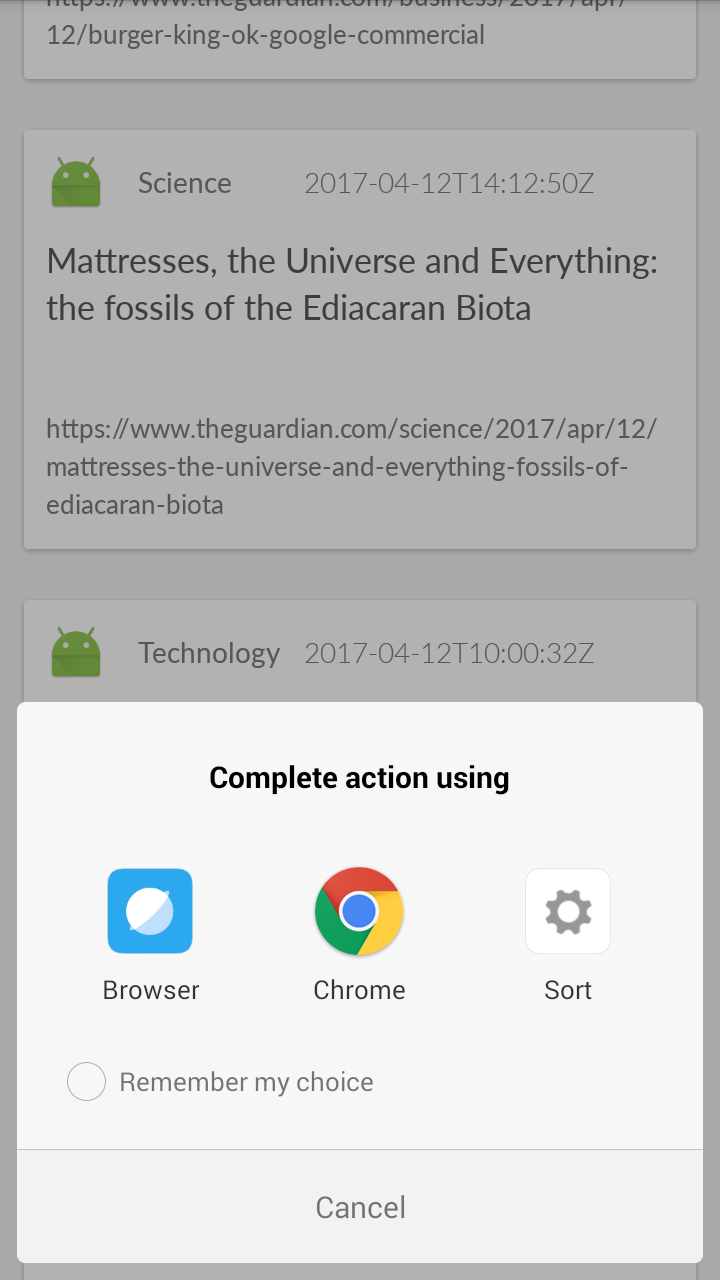 https://www.theguardian.com/business/2017/apr/
12/burger-king-ok-google-commercial
Science 2017-04-12T14:12:50Z
Mattresses, the Universe and Everything:
the fossils of the Ediacaran Biota
https://www.theguardian.com/science/2017/apr/12/
mattresses-the-universe-and-everything-fossils-of-
ediacaran-biota
Technology 2017-04-12T10:00:32Z
Complete action using
Browser Chrome Sort
Remember my choice
Cancel